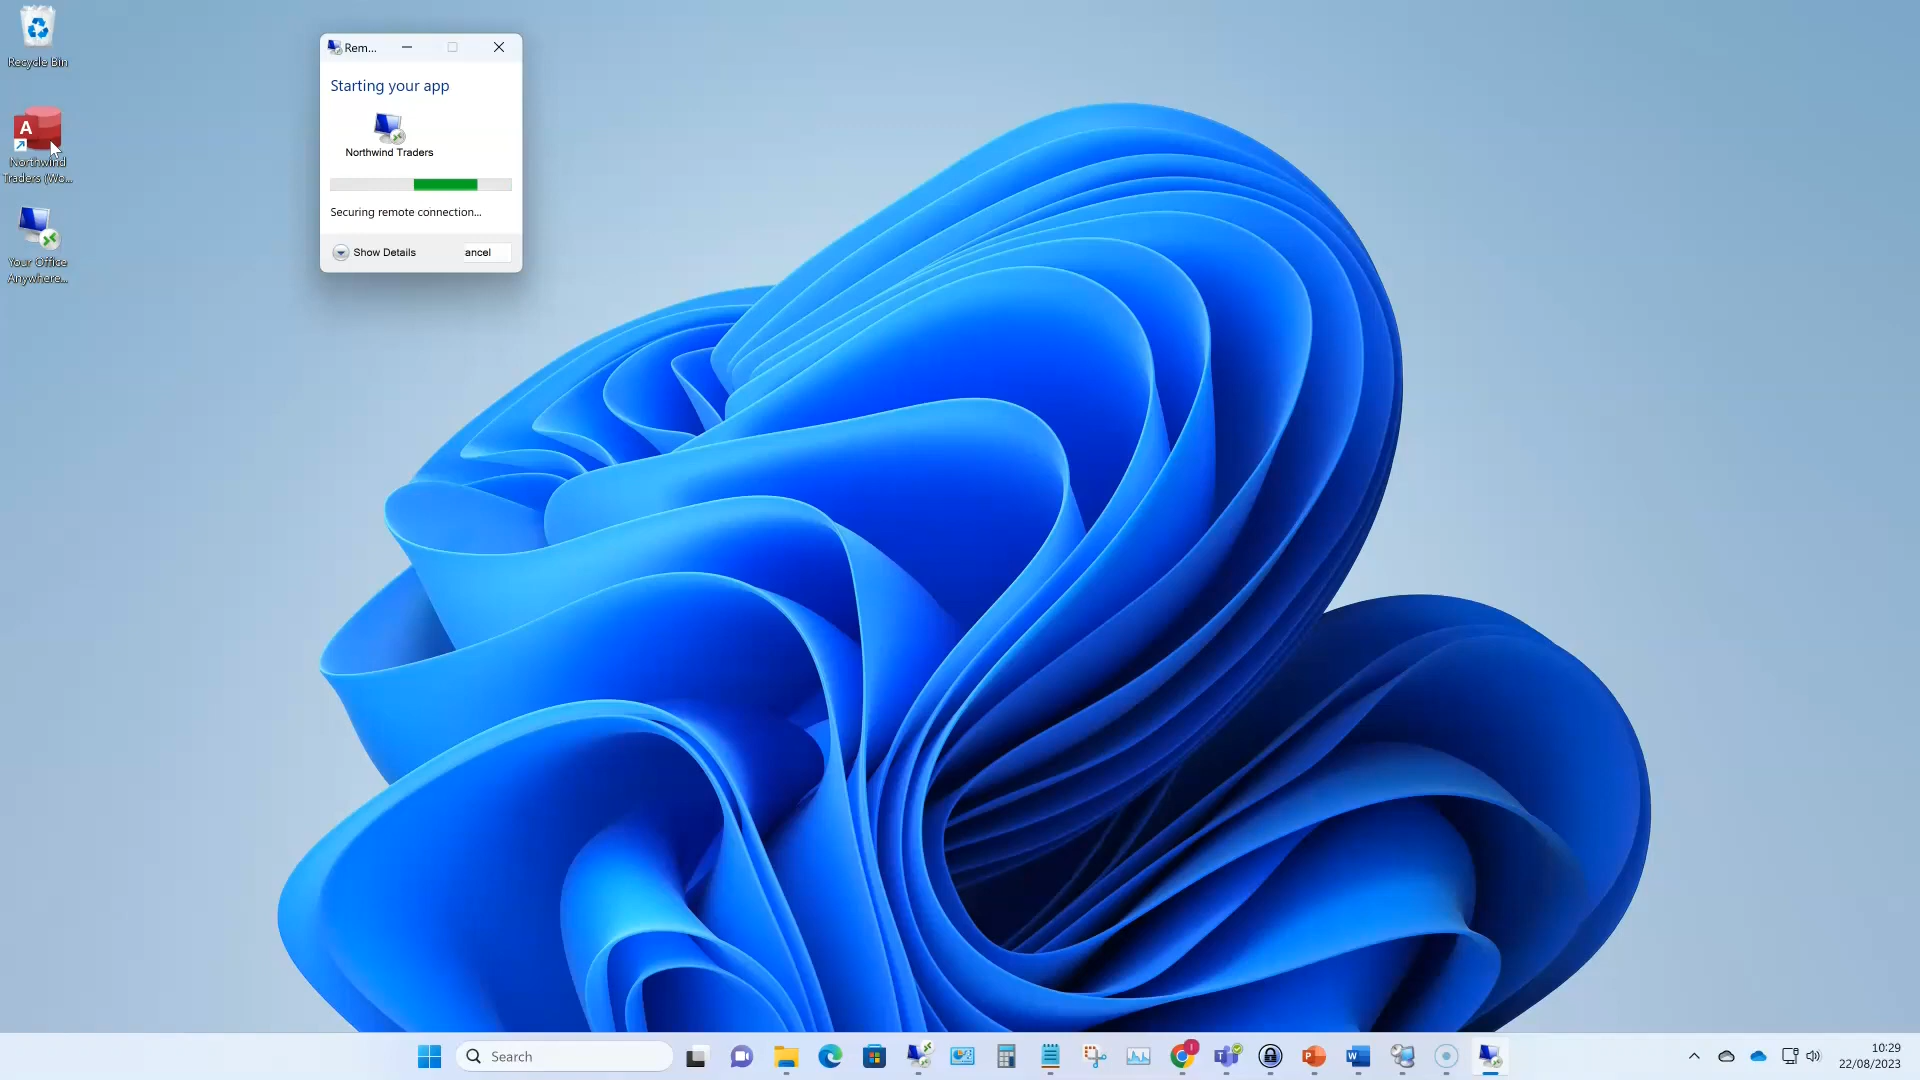 Recycle Bin
Northwind
Traders (Wo...
Your Office
Anywhere...
Rem...
Starting your app
Northwind Traders
Securing remote connection...
Show Details
ancel
Search
10:29
22/08/2023